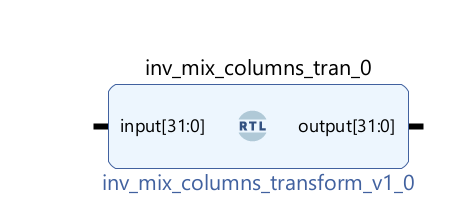 inv_mix_columns_tran_0
input[31:0] RTL output[31:0]
inv_mix_columns_transform_v1_0